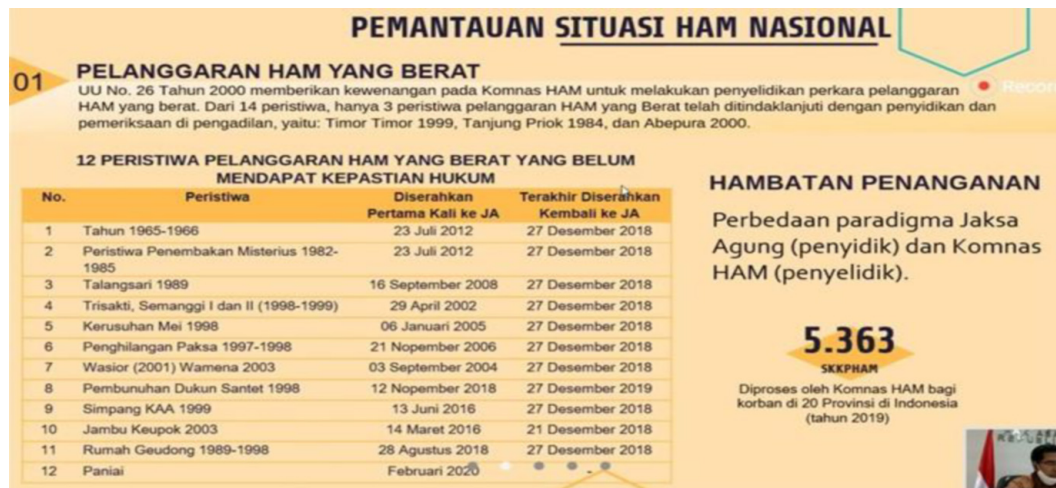 PEMANTAUAN SITUASI HAM NASIONAL
01
PELANGGARAN HAM YANG BERAT
UU No. 26 Tahun 2000 memberikan kewenangan pada Komnas HAM untuk melakukan penyelidikan perkara pelanggaran
HAM yang berat. Dari 14 peristiwa, hanya 3 peristiwa pelanggaran HAM yang Berat telah ditindaklanjuti dengan penyidikan dan
pemeriksaan di pengadilan, yaitu: Timor Timor 1999, Tanjung Priok 1984, dan Abepura 2000.
12 PERISTIWA PELANGGARAN HAM YANG BERAT YANG BELUM
MENDAPAT KEPASTIAN HUKUM
No. Peristiwa Diserahkan Terakhir Diserahkan
Pertama Kali ke JA Kembali ke JA
1 Tahun 1965-1966 23 Juli 2012 27 Desember 2018
2 Peristiwa Penembakan Misterius 1982- 23 Juli 2012 27 Desember 2018
1985
3 Talangsari 1989 16 September 2008 27 Desember 2018
4 Trisakti, Semanggi I dan II (1998-1999) 29 April 2002 27 Desember 2018
5 Kerusuhan Mei 1998 06 Januari 2005 27 Desember 2018
6 Penghilangan Paksa 1997-1998 21 Nopember 2006 27 Desember 2018
7 Wasior (2001) Wamena 2003 03 September 2004 27 Desember 2018
8 Pembunuhan Dukun Santet 1998 12 Nopember 2018 27 Desember 2019
9 Simpang KAA 1999 13 Juni 2016 27 Desember 2018
10 Jambu Keupok 2003 14 Maret 2016 21 Desember 2018
11 Rumah Geudong 1989-1998 28 Agustus 2018 27 Desember 2018
12 Paniai Februari 2020 -
HAMBATAN PENANGANAN
Perbedaan paradigma Jaksa
Agung (penyidik) dan Komnas
HAM (penyelidik).
5.363
SKKPHAM
Diproses oleh Komnas HAM bagi
korban di 20 Provinsi di Indonesia
(tahun 2019)